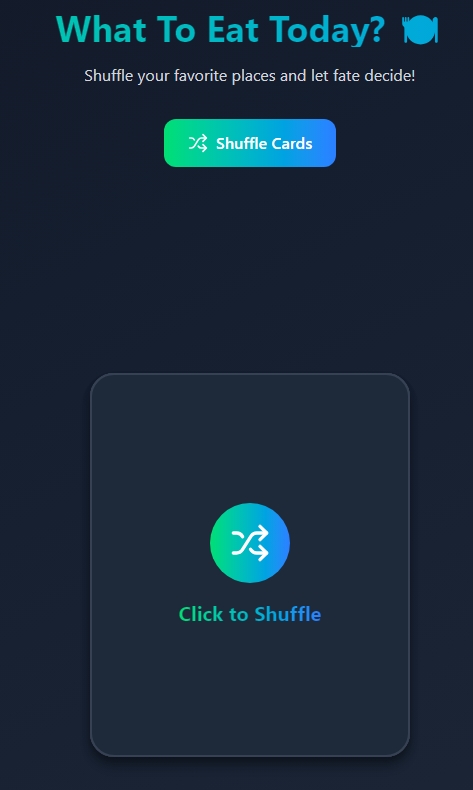 What To Eat Today? 🍽
Shuffle your favorite places and let fate decide!
Shuffle Cards
Click to Shuffle